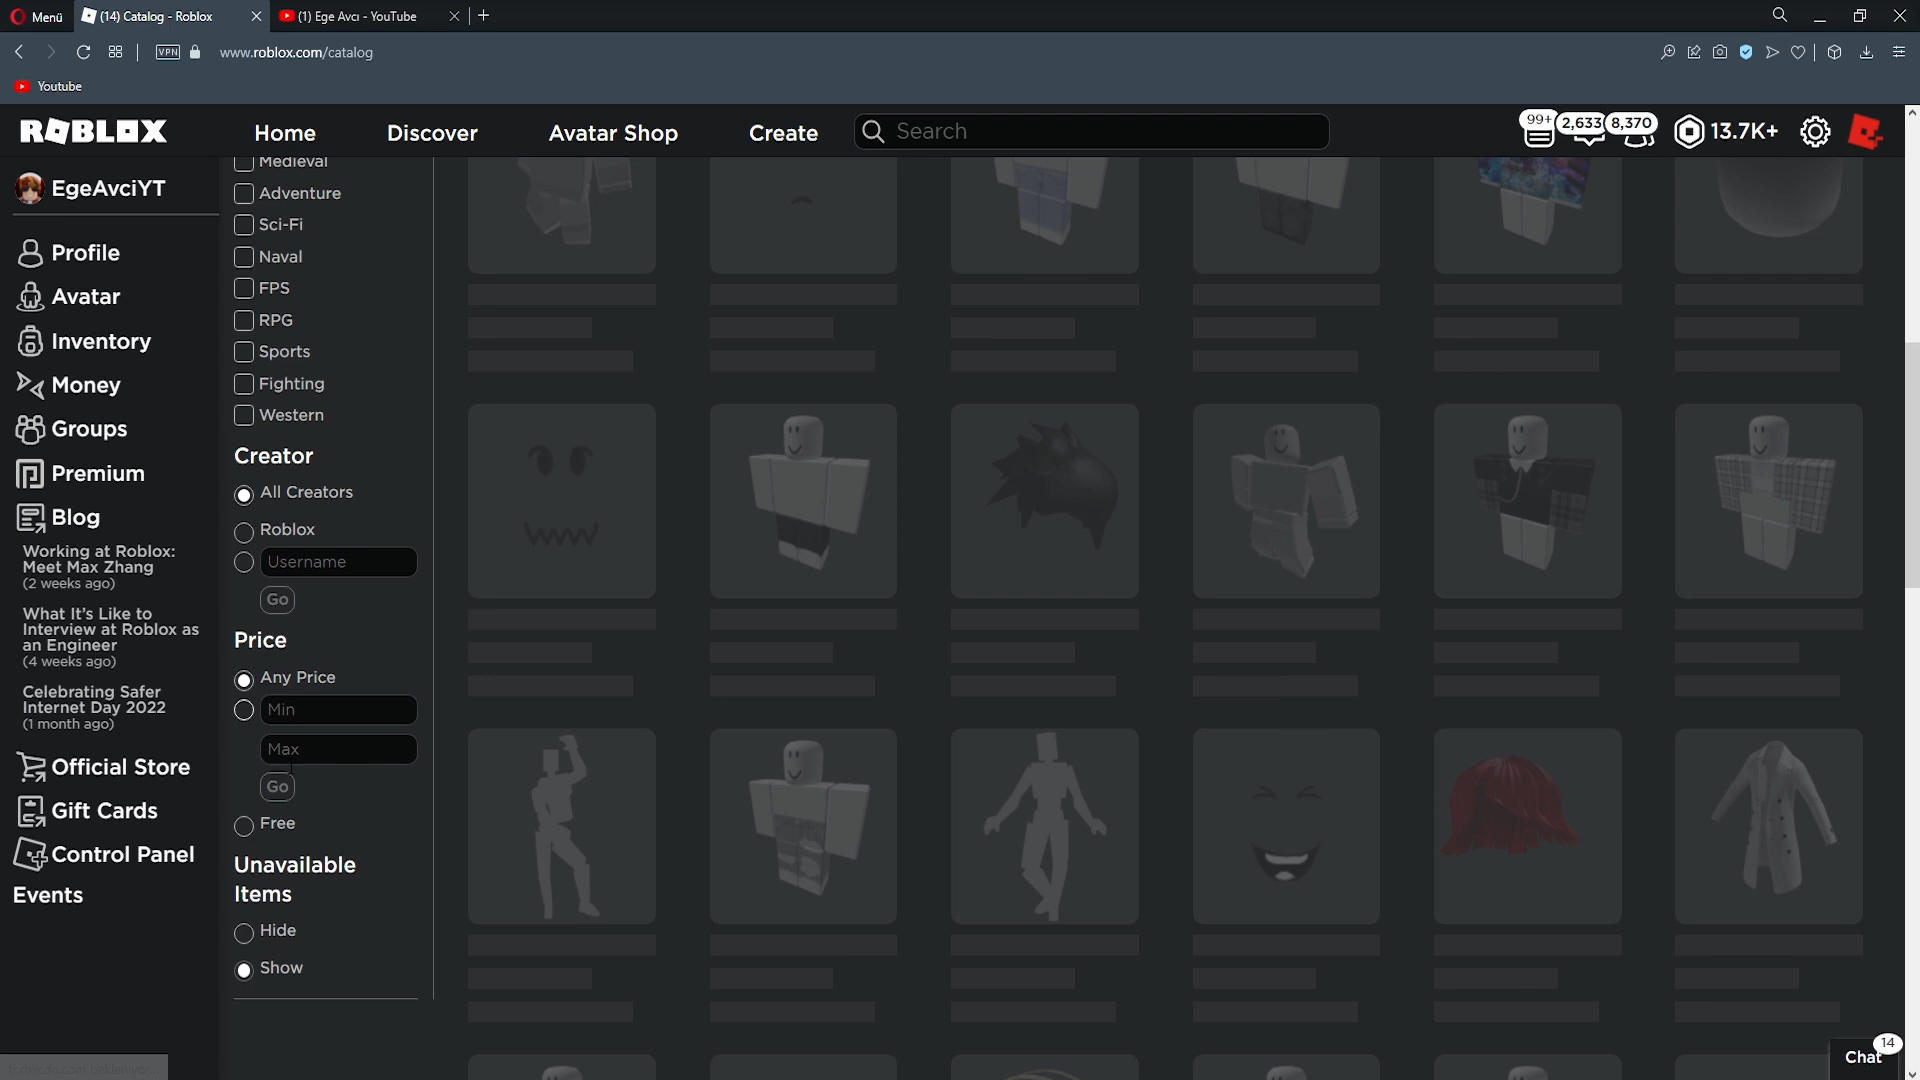 Menü
(14) Catalog - Roblox
(1) Ege Avcı - YouTube
VPN
www.roblox.com/catalog
Youtube
ROBLOX
Home
Discover
Avatar Shop
Create
Search
99+
2,633
8,370
13.7K+
EgeAvciYT
Profile
Avatar
Inventory
Money
Groups
Premium
Blog
Working at Roblox:
Meet Max Zhang
(2 weeks ago)
What It's Like to
Interview at Roblox as
an Engineer
(4 weeks ago)
Celebrating Safer
Internet Day 2022
(1 month ago)
Official Store
Gift Cards
Control Panel
Events
Medieval
Adventure
Sci-Fi
Naval
FPS
RPG
Sports
Fighting
Western
Creator
All Creators
Roblox
Username
Go
Price
Any Price
Min
Max
Go
Free
Unavailable
Items
Hide
Show
Chat
14